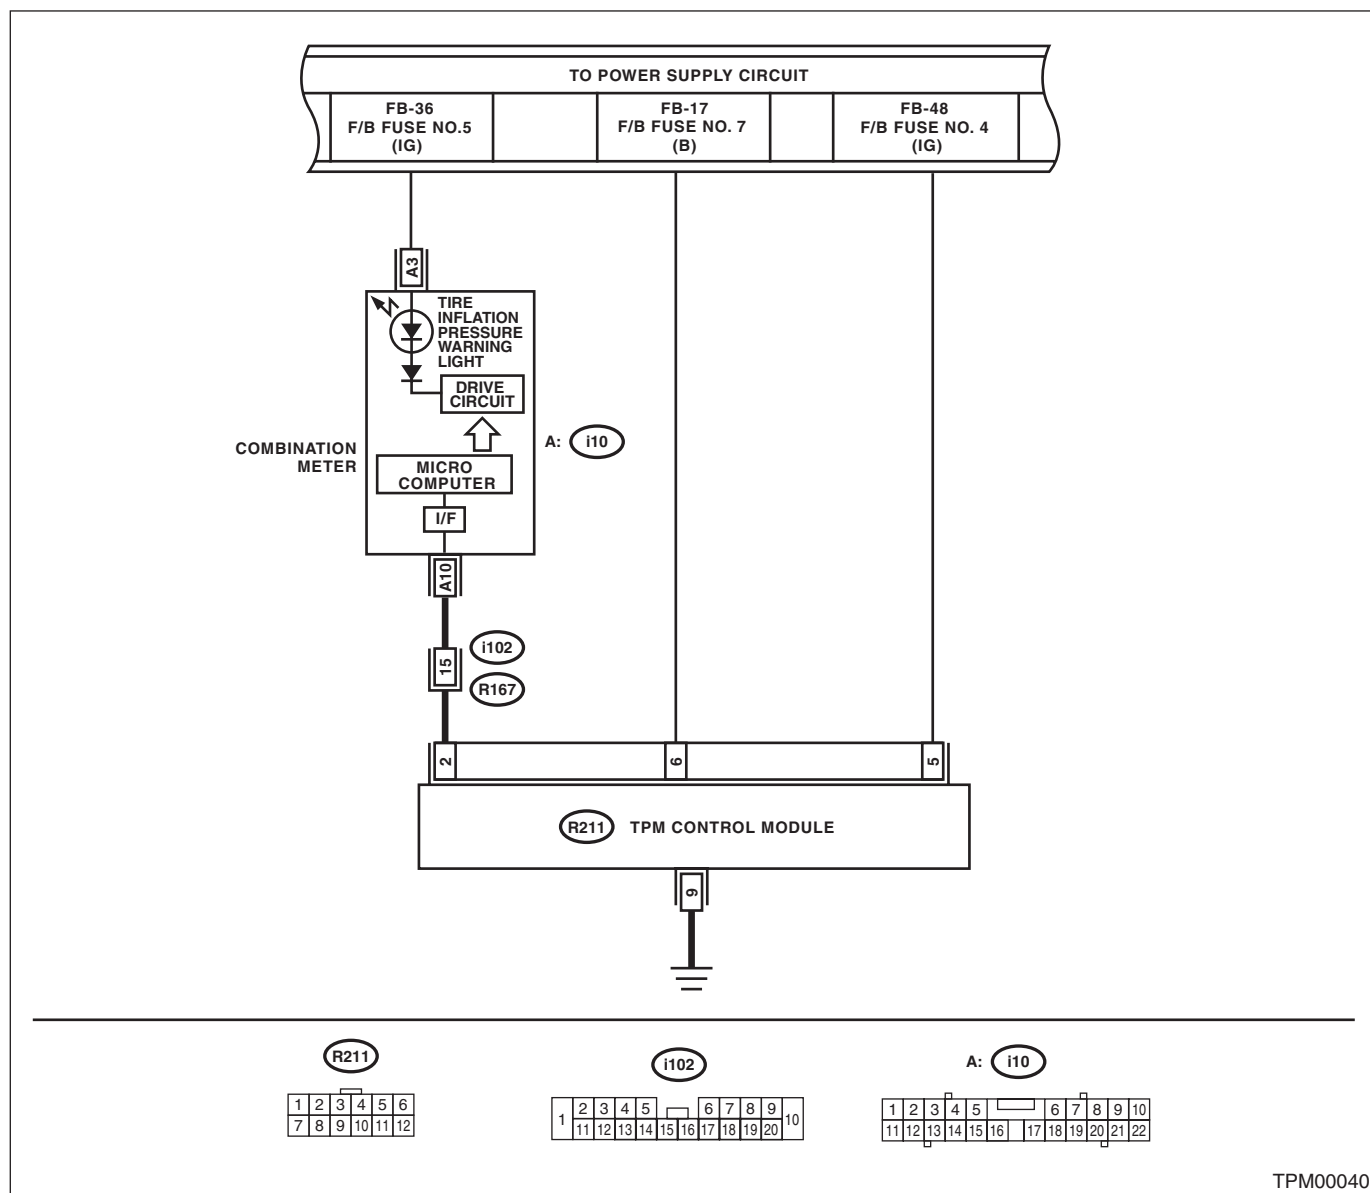 TO POWER SUPPLY CIRCUIT
FB-36
F/B FUSE NO.5
(IG)
FB-17
F/B FUSE NO. 7
(B)
FB-48
F/B FUSE NO. 4
(IG)
A3
TIRE
INFLATION
PRESSURE
WARNING
LIGHT
DRIVE
CIRCUIT
COMBINATION
METER
A: i10
MICRO
COMPUTER
I/F
A10
i102
15
R167
2
6
5
R211 TPM CONTROL MODULE
9
R211
1 2 3 4 5 6
7 8 9 10 11 12
i102
1 2 3 4 5 6 7 8 9 10
11 12 13 14 15 16 17 18 19 20
A: i10
1 2 3 4 5 6 7 8 9 10
11 12 13 14 15 16 17 18 19 20 21 22
TPM00040